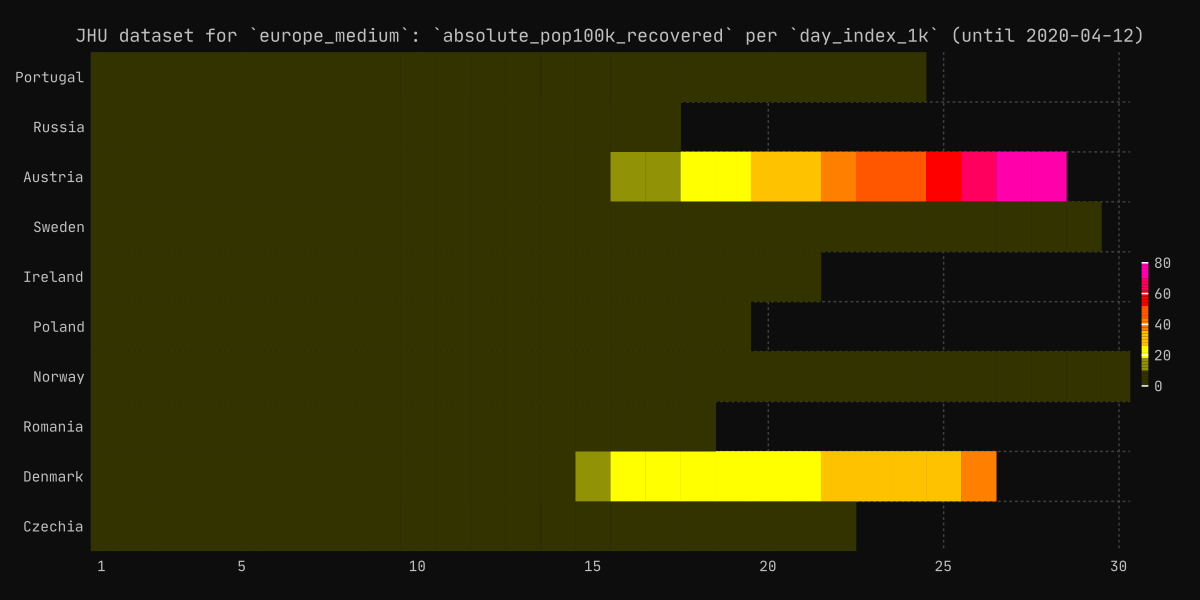 JHU dataset for `europe_medium`: `absolute_pop100k_recovered` per `day_index_1k` (until 2020-04-12)
Portugal
Russia
Austria
Sweden
Ireland
Poland
Norway
Romania
Denmark
Czechia
80
60
40
20
0
1 5 10 15 20 25 30